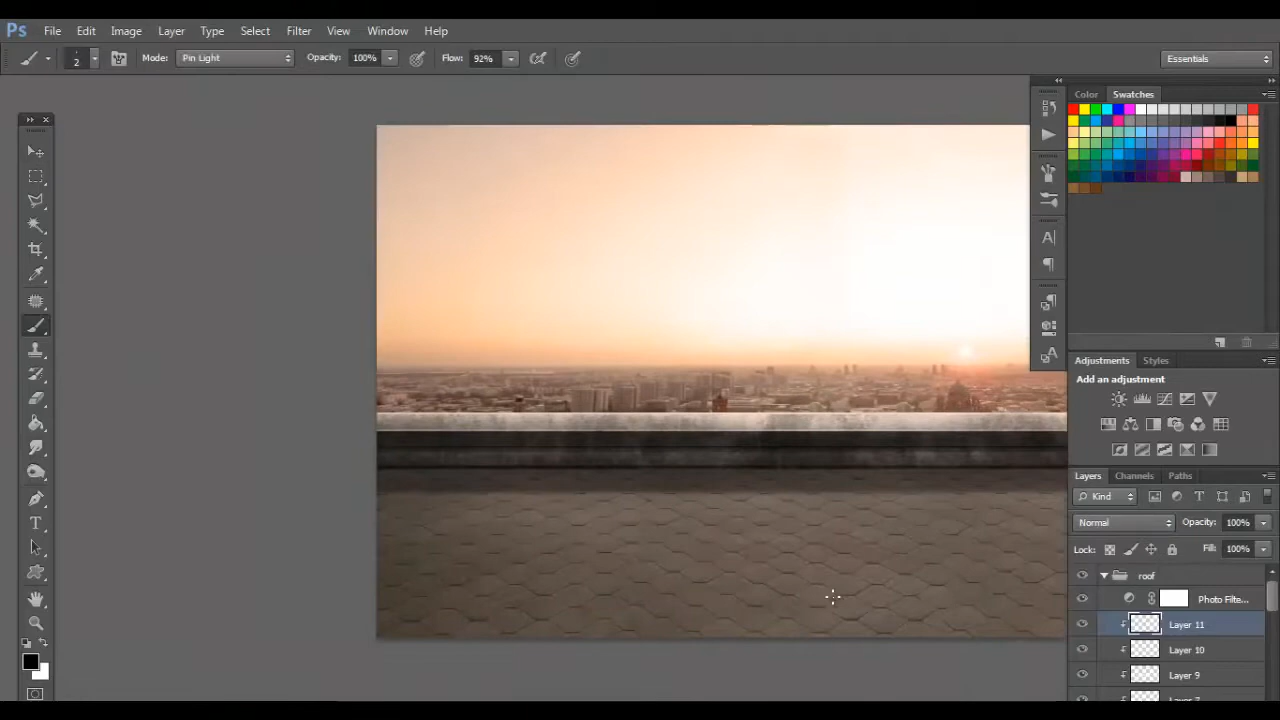 Ps File Edit Image Layer Type Select Filter View Window Help
2 Mode: Pin Light Opacity: 100% Flow: 92% Essentials
Color Swatches
Adjustments Styles
Add an adjustment
Layers Channels Paths
Kind
Normal Opacity: 100%
Lock: Fill: 100%
roof
Photo Filte...
Layer 11
Layer 10
Layer 9
Layer 7